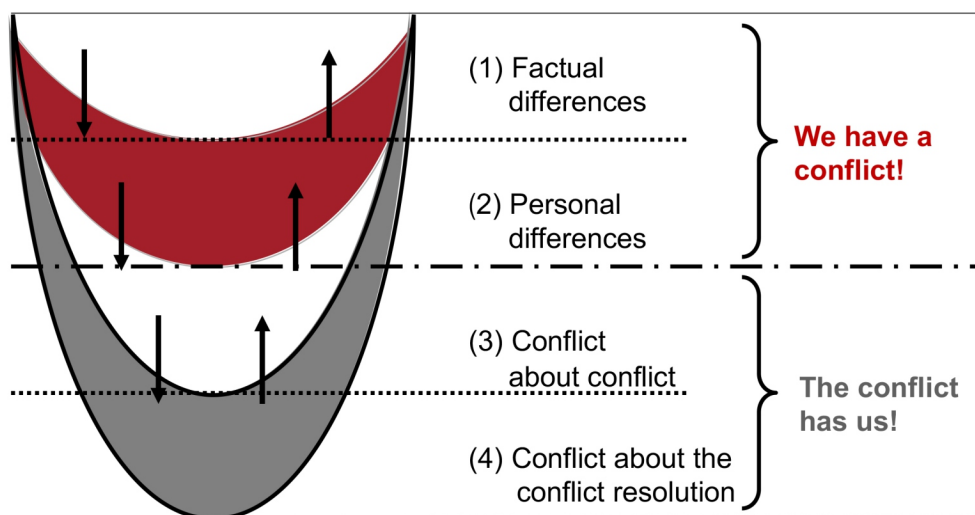 (1) Factual
differences
We have a
conflict!
(2) Personal
differences
(3) Conflict
about conflict
The conflict
has us!
(4) Conflict about the
conflict resolution